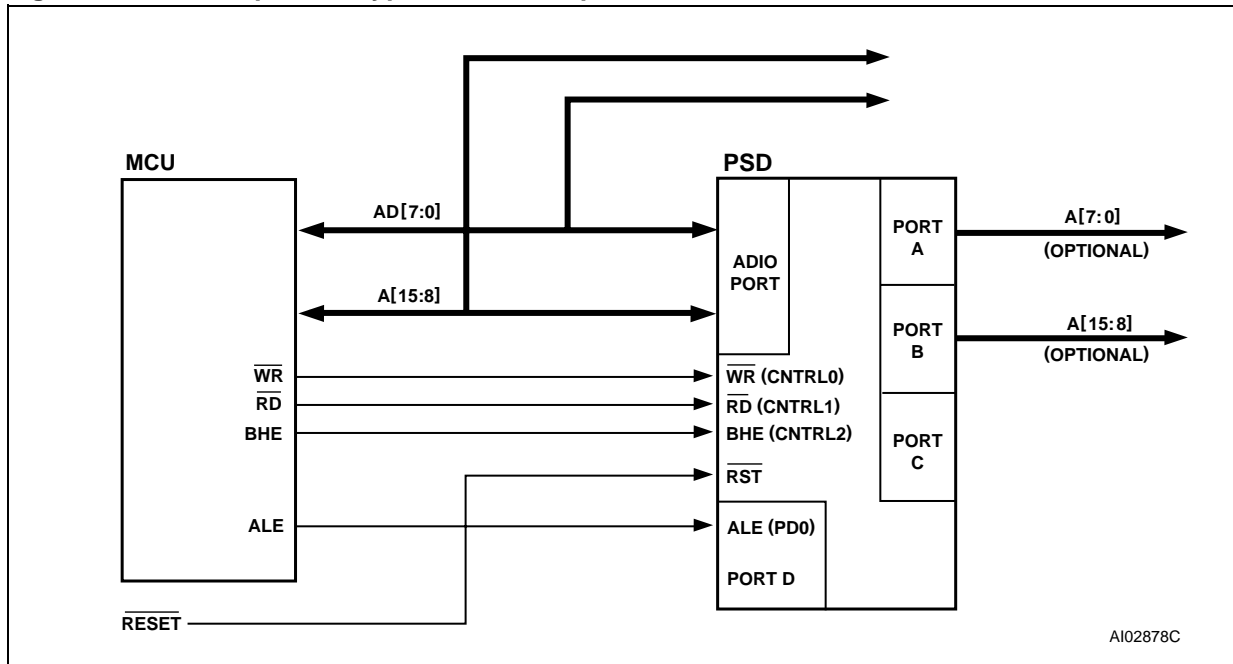 MCU
PSD
AD[7:0]
A[15:8]
WR
RD
BHE
ALE
RESET
ADIO
PORT
WR (CNTRL0)
RD (CNTRL1)
BHE (CNTRL2)
RST
ALE (PD0)
PORT D
PORT
A
PORT
B
PORT
C
A[7:0]
(OPTIONAL)
A[15:8]
(OPTIONAL)
AI02878C